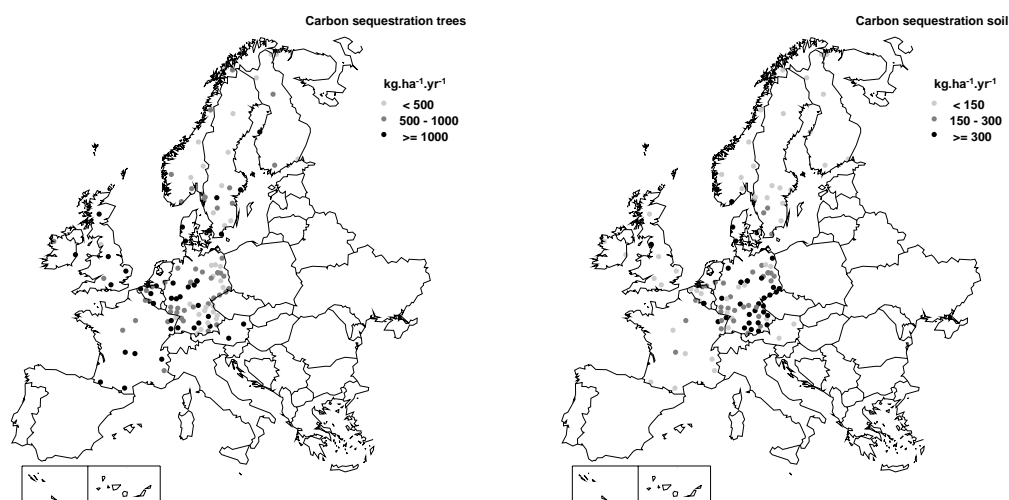 Carbon sequestration trees
kg.ha⁻¹.yr⁻¹
< 500
500 - 1000
>= 1000
Carbon sequestration soil
kg.ha⁻¹.yr⁻¹
< 150
150 - 300
>= 300